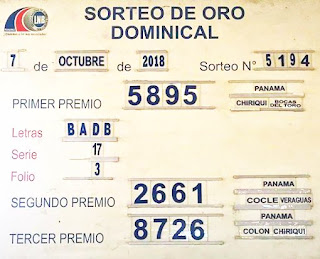 SORTEO DE ORO
DOMINICAL
7 de OCTUBRE de 2018 Sorteo Nº 5194
PRIMER PREMIO 5895 PANAMA
CHIRIQUI BOCAS DEL TORO
Letras BADB
Serie 17
Folio 3
SEGUNDO PREMIO 2661 PANAMA
COCLE VERAGUAS
TERCER PREMIO 8726 PANAMA
COLON CHIRIQUI